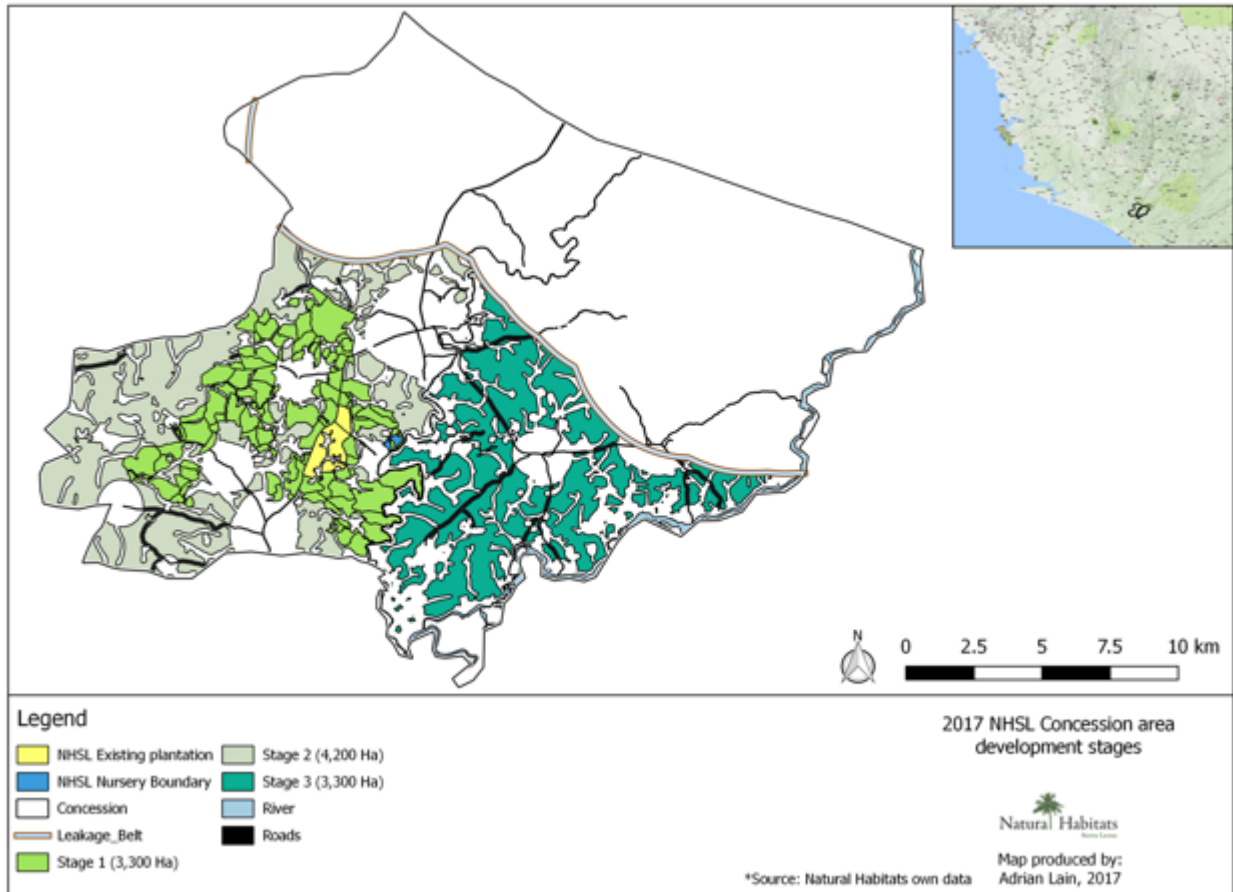 N
0 2.5 5 7.5 10 km
Legend
NHSL Existing plantation
NHSL Nursery Boundary
Concession
Leakage_Belt
Stage 1 (3,300 Ha)
Stage 2 (4,200 Ha)
Stage 3 (3,300 Ha)
River
Roads
2017 NHSL Concession area
development stages
Natural Habitats
Sierra Leone
Map produced by:
Adrian Lain, 2017
*Source: Natural Habitats own data